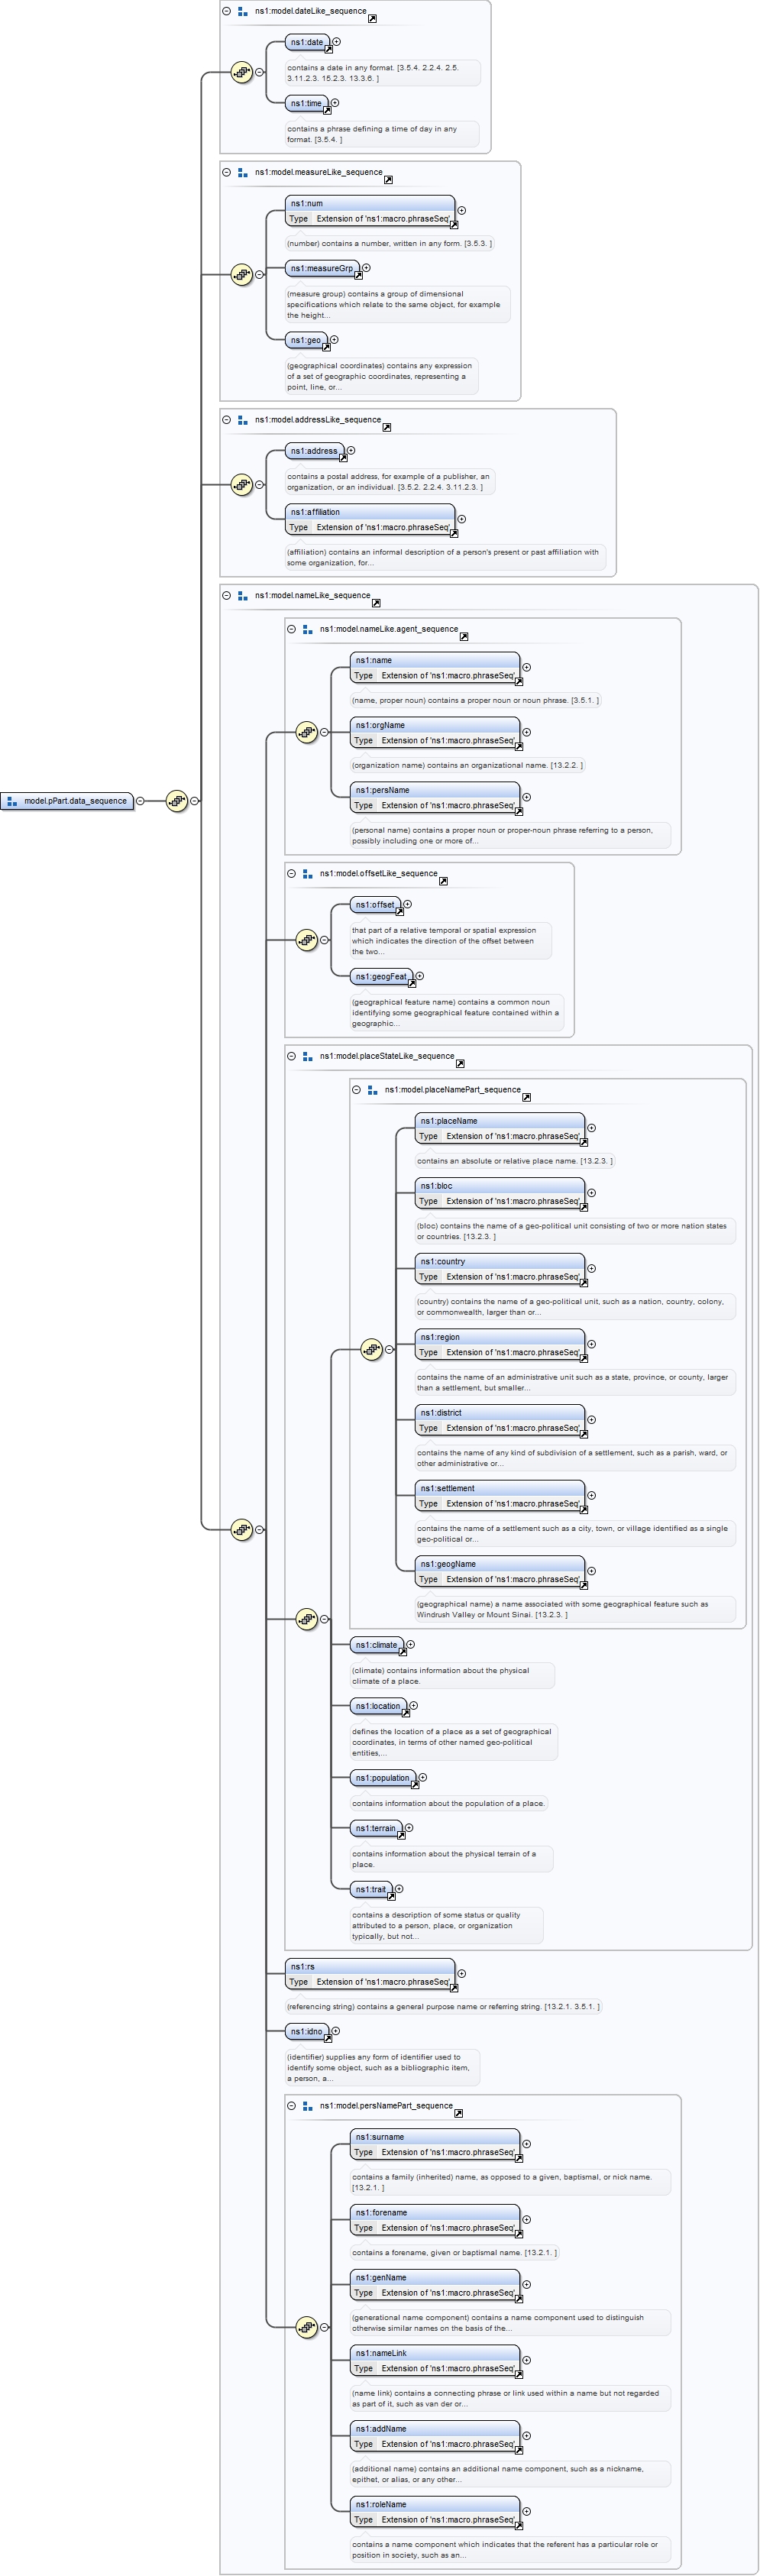 ns1:model.dateLike_sequence
ns1:date
contains a date in any format. [3.5.4. 2.2.4. 2.5.
3.11.2.3. 15.2.3. 13.3.6. ]
ns1:time
contains a phrase defining a time of day in any
format. [3.5.4. ]
ns1:model.measureLike_sequence
ns1:num
Type Extension of 'ns1:macro.phraseSeq'
(number) contains a number, written in any form. [3.5.3. ]
ns1:measureGrp
(measure group) contains a group of dimensional
specifications which relate to the same object, for example
the height...
ns1:geo
(geographical coordinates) contains any expression
of a set of geographic coordinates, representing a
point, line, or...
ns1:model.addressLike_sequence
ns1:address
contains a postal address, for example of a publisher, an
organization, or an individual. [3.5.2. 2.2.4. 3.11.2.3. ]
ns1:affiliation
Type Extension of 'ns1:macro.phraseSeq'
(affiliation) contains an informal description of a person's present or past affiliation with
some organization, for...
ns1:model.nameLike_sequence
ns1:model.nameLike.agent_sequence
ns1:name
Type Extension of 'ns1:macro.phraseSeq'
(name, proper noun) contains a proper noun or noun phrase. [3.5.1. ]
ns1:orgName
Type Extension of 'ns1:macro.phraseSeq'
(organization name) contains an organizational name. [13.2.2. ]
ns1:persName
Type Extension of 'ns1:macro.phraseSeq'
(personal name) contains a proper noun or proper-noun phrase referring to a person,
possibly including one or more of...
model.pPart.data_sequence
ns1:model.offsetLike_sequence
ns1:offset
that part of a relative temporal or spatial expression
which indicates the direction of the offset between
the two...
ns1:geogFeat
(geographical feature name) contains a common noun
identifying some geographical feature contained within a
geographic...
ns1:model.placeStateLike_sequence
ns1:model.placeNamePart_sequence
ns1:placeName
Type Extension of 'ns1:macro.phraseSeq'
contains an absolute or relative place name. [13.2.3. ]
ns1:bloc
Type Extension of 'ns1:macro.phraseSeq'
(bloc) contains the name of a geo-political unit consisting of two or more nation states
or countries. [13.2.3. ]
ns1:country
Type Extension of 'ns1:macro.phraseSeq'
(country) contains the name of a geo-political unit, such as a nation, country, colony,
or commonwealth, larger than or...
ns1:region
Type Extension of 'ns1:macro.phraseSeq'
contains the name of an administrative unit such as a state, province, or county, larger
than a settlement, but smaller...
ns1:district
Type Extension of 'ns1:macro.phraseSeq'
contains the name of any kind of subdivision of a settlement, such as a parish, ward, or
other administrative or...
ns1:settlement
Type Extension of 'ns1:macro.phraseSeq'
contains the name of a settlement such as a city, town, or village identified as a single
geo-political or...
ns1:geogName
Type Extension of 'ns1:macro.phraseSeq'
(geographical name) a name associated with some geographical feature such as
Windrush Valley or Mount Sinai. [13.2.3. ]
ns1:climate
(climate) contains information about the physical
climate of a place.
ns1:location
defines the location of a place as a set of geographical
coordinates, in terms of other named geo-political
entities,...
ns1:population
contains information about the population of a place.
ns1:terrain
contains information about the physical terrain of a
place.
ns1:trait
contains a description of some status or quality
attributed to a person, place, or organization
typically, but not...
ns1:rs
Type Extension of 'ns1:macro.phraseSeq'
(referencing string) contains a general purpose name or referring string. [13.2.1. 3.5.1. ]
ns1:idno
(identifier) supplies any form of identifier used to
identify some object, such as a bibliographic item,
a person, a...
ns1:model.persNamePart_sequence
ns1:surname
Type Extension of 'ns1:macro.phraseSeq'
contains a family (inherited) name, as opposed to a given, baptismal, or nick name.
[13.2.1. ]
ns1:forename
Type Extension of 'ns1:macro.phraseSeq'
contains a forename, given or baptismal name. [13.2.1. ]
ns1:genName
Type Extension of 'ns1:macro.phraseSeq'
(generational name component) contains a name component used to distinguish
otherwise similar names on the basis of the...
ns1:nameLink
Type Extension of 'ns1:macro.phraseSeq'
(name link) contains a connecting phrase or link used within a name but not regarded
as part of it, such as van der or...
ns1:addName
Type Extension of 'ns1:macro.phraseSeq'
(additional name) contains an additional name component, such as a nickname,
epithet, or alias, or any other...
ns1:roleName
Type Extension of 'ns1:macro.phraseSeq'
contains a name component which indicates that the referent has a particular role or
position in society, such as an...